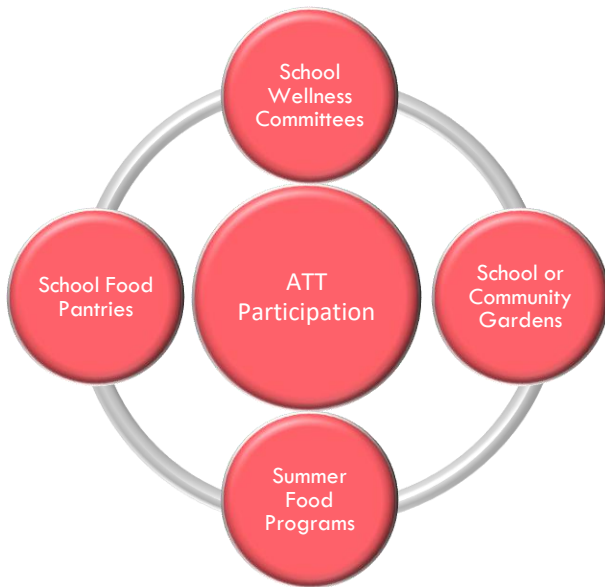 School
Wellness
Committees
School Food
Pantries
ATT
Participation
School or
Community
Gardens
Summer
Food
Programs